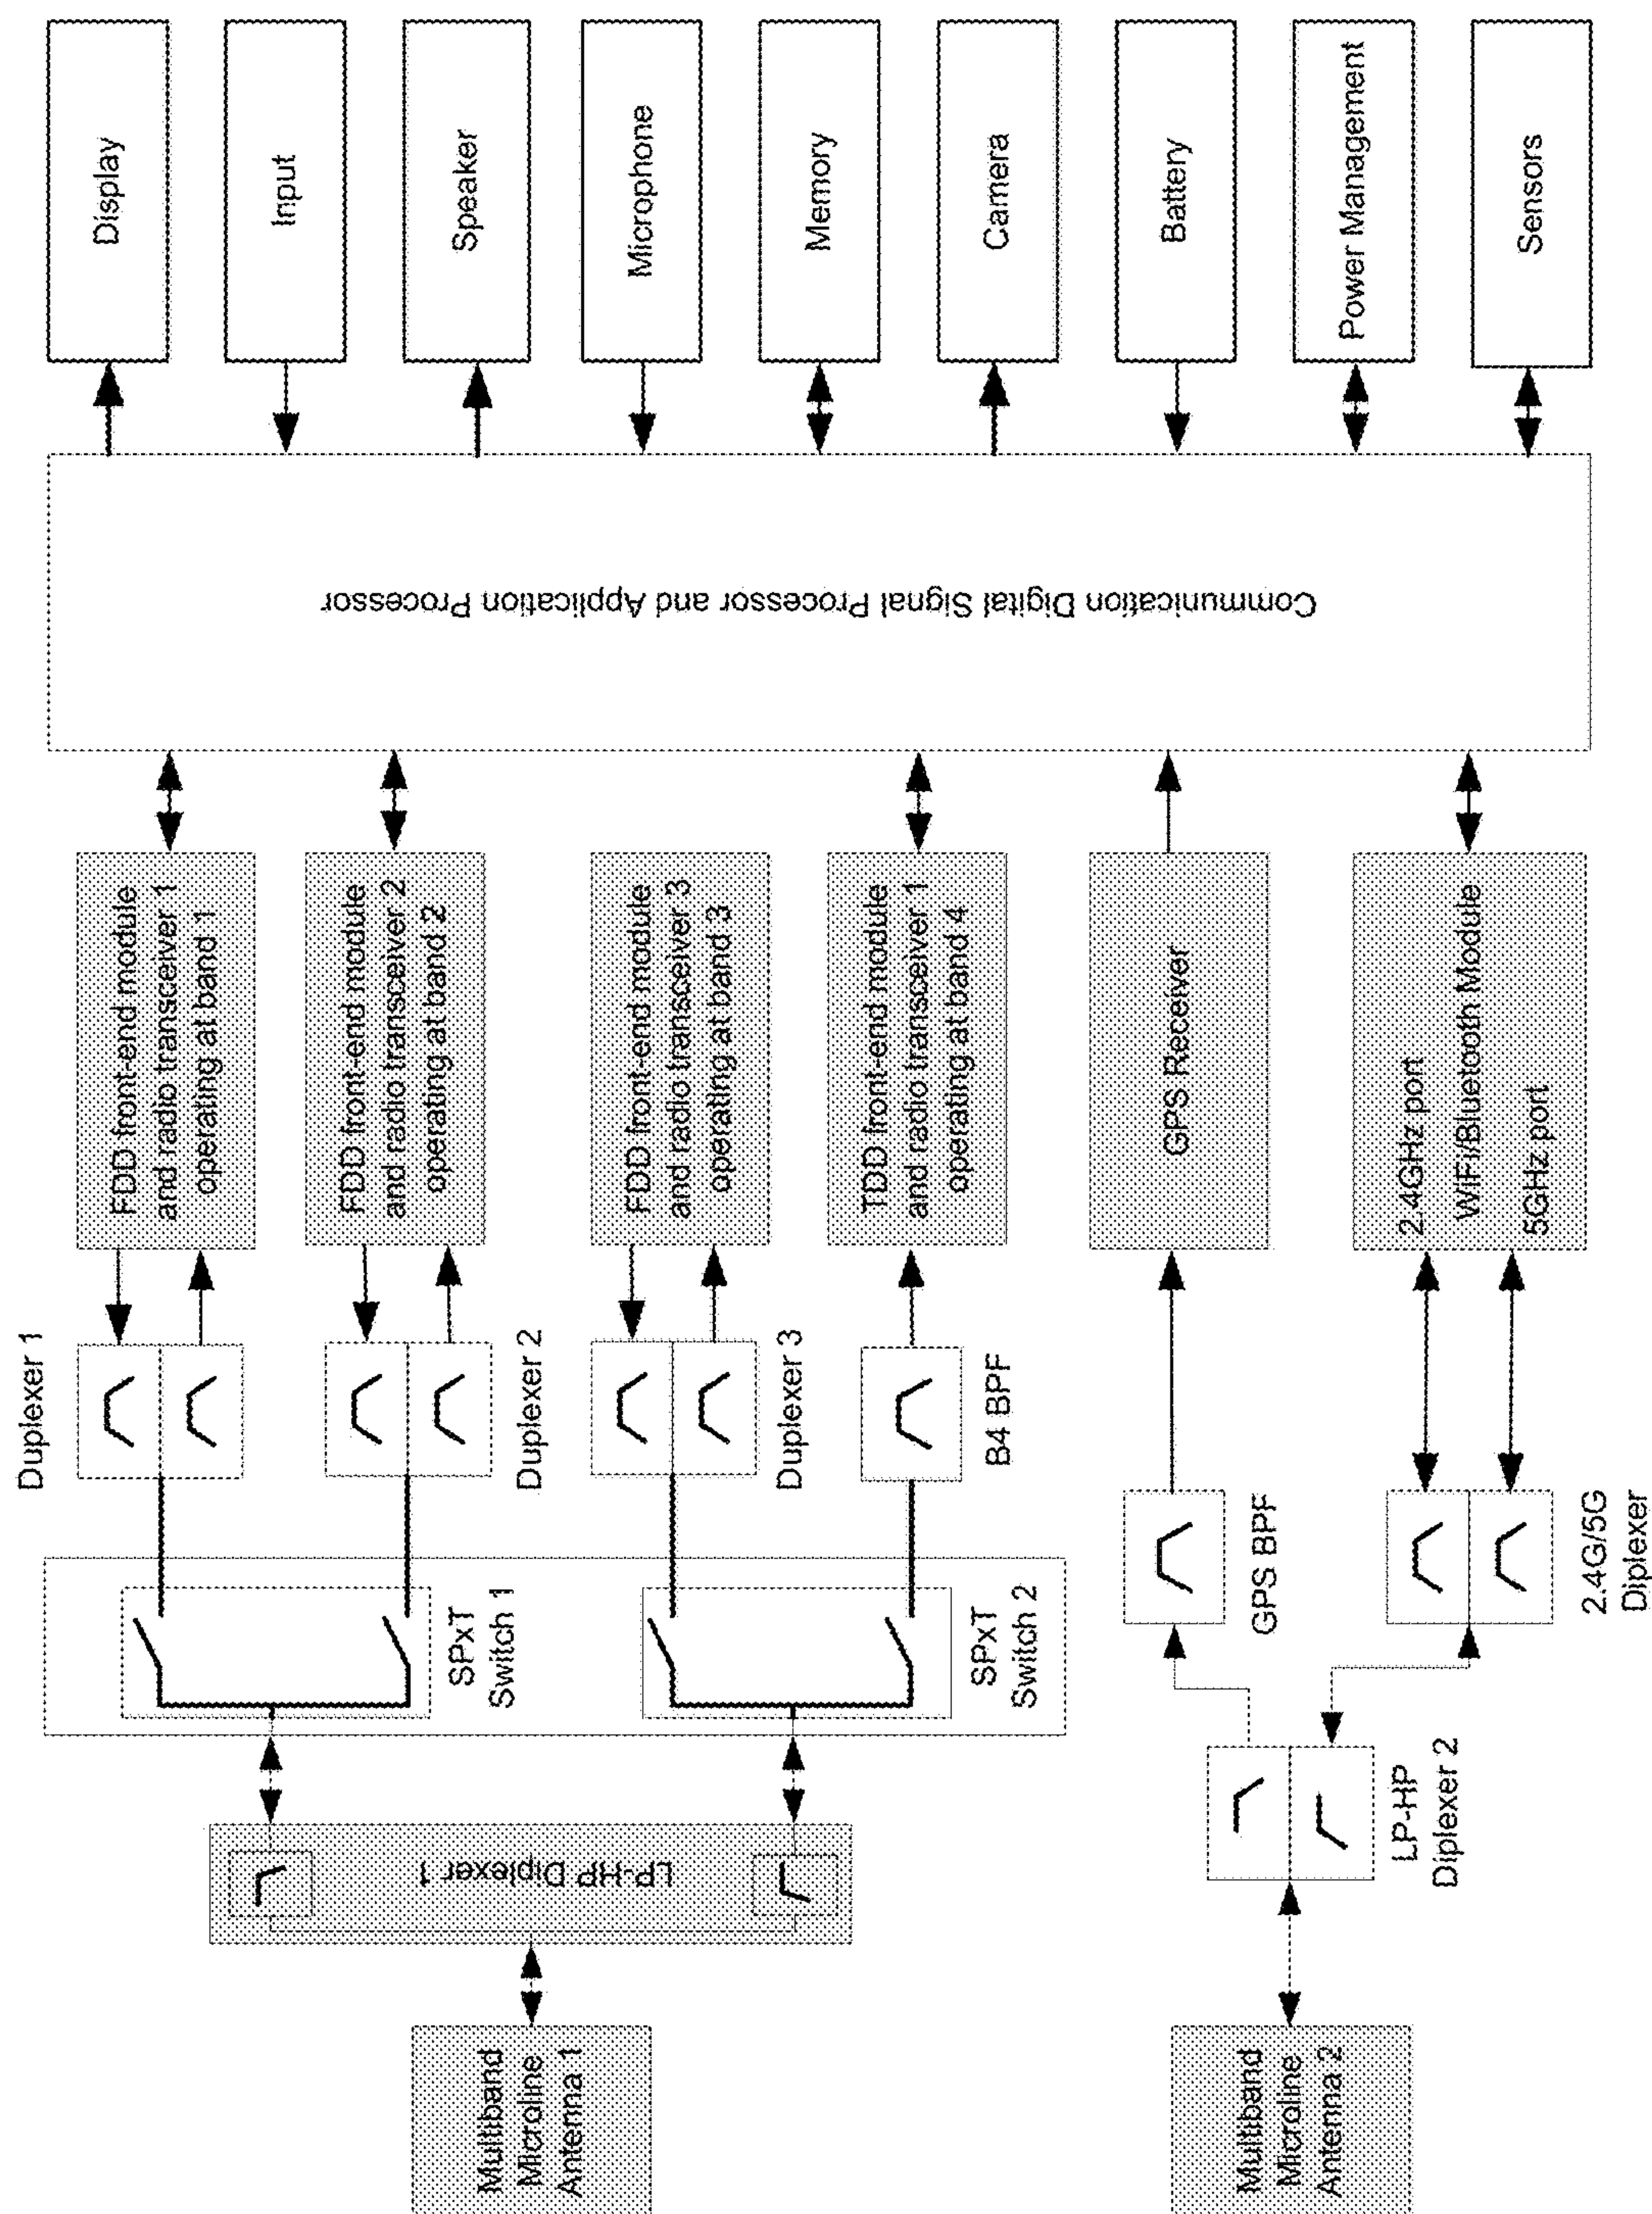 Display
Input
Speaker
Microphone
Memory
Camera
Battery
Power Management
Sensors
Communication Digital Signal Processor and Application Processor
FDD front-end module
and radio transceiver 1
operating at band 1
FDD front-end module
and radio transceiver 2
operating at band 2
FDD front-end module
and radio transceiver 3
operating at band 3
TDD front-end module
and radio transceiver 1
operating at band 4
GPS Receiver
2.4GHz port
WiFi/Bluetooth Module
5GHz port
Duplexer 1
Duplexer 2
Duplexer 3
B4 BPF
GPS BPF
2.4G/5G
Diplexer
SPxT
Switch 1
SPxT
Switch 2
LP-HP Diplexer 1
LP-HP
Diplexer 2
Multiband
Microline
Antenna 1
Multiband
Microline
Antenna 2